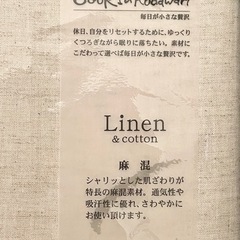 毎日が小さな贅沢
休日、自分をリセットするために、ゆっくり
くつろぎながら眠りに落ちたい。素材に
こだわって選べば毎日が小さな贅沢です。
Linen
& cotton
麻 混
シャリッとした肌ざわりが
特長の麻混素材。通気性や
吸汗性に優れ、さわやかに
お使い頂けます。